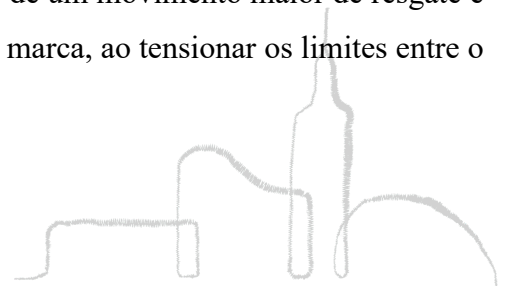 de um movimento maior de resgate e
marca, ao tensionar os limites entre o